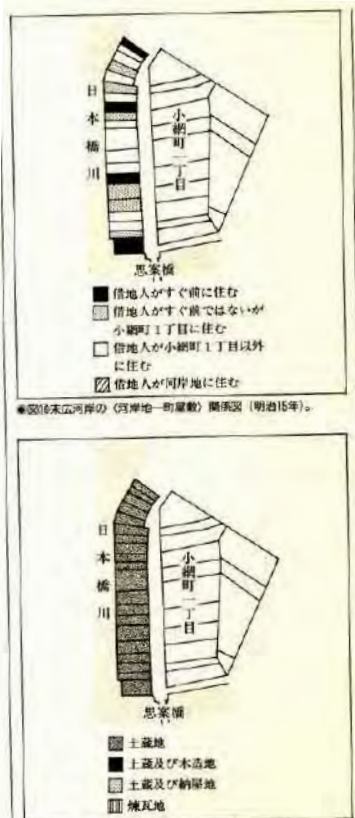 日本橋川
小網町一丁目
思案橋
借地人がすぐ前に住む
借地人がすぐ前ではないが
小網町1丁目に住む
借地人が小網町1丁目以外
に住む
借地人が河岸地に住む
●図16末広河岸の〈河岸地—町屋敷〉関係図（明治15年）。
日本橋川
小網町一丁目
思案橋
土蔵地
土蔵及び木造地
土蔵及び納屋地
煉瓦地